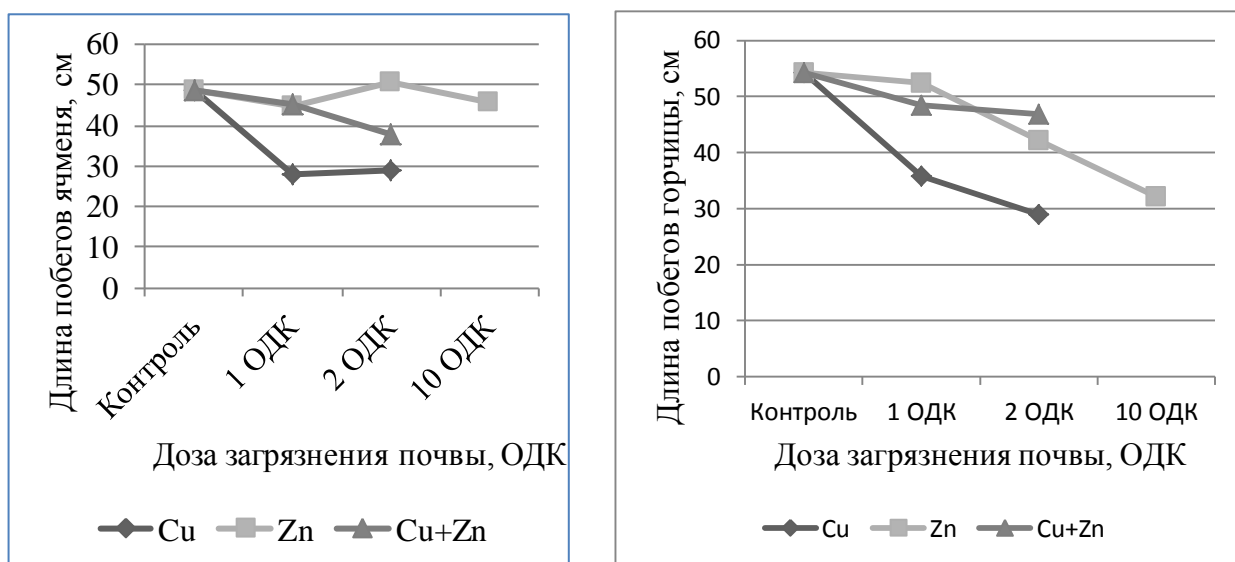 Длина побегов ячменя, см
60
50
40
30
20
10
0
Контроль
1 ОДК
2 ОДК
10 ОДК
Доза загрязнения почвы, ОДК
Cu Zn Cu+Zn
Длина побегов горчицы, см
60
50
40
30
20
10
0
Контроль 1 ОДК 2 ОДК 10 ОДК
Доза загрязнения почвы, ОДК
Cu Zn Cu+Zn